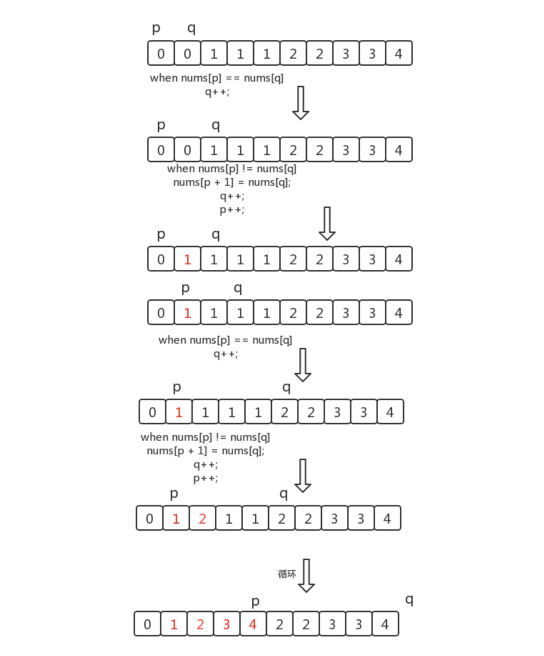 p q
0 0 1 1 1 2 2 3 3 4
when nums[p] == nums[q]
q++;
p q
0 0 1 1 1 2 2 3 3 4
when nums[p] != nums[q]
nums[p + 1] = nums[q];
q++;
p++;
p q
0 1 1 1 1 2 2 3 3 4
p q
0 1 1 1 1 2 2 3 3 4
when nums[p] == nums[q]
q++;
p q
0 1 1 1 1 2 2 3 3 4
when nums[p] != nums[q]
nums[p + 1] = nums[q];
q++;
p++;
p q
0 1 2 1 1 2 2 3 3 4
循环
p q
0 1 2 3 4 2 2 3 3 4